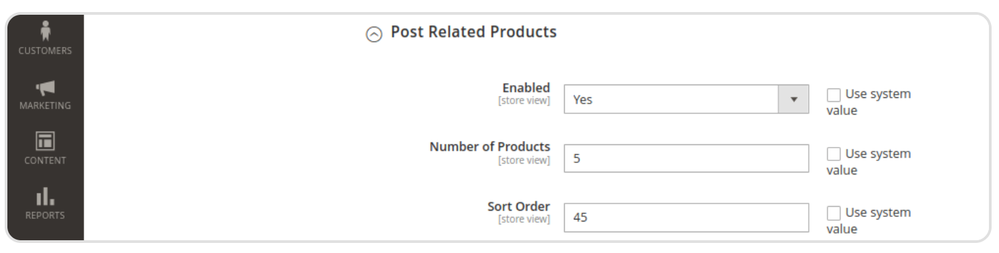 CUSTOMERS
MARKETING
CONTENT
REPORTS
Post Related Products
Enabled
[store view]
Yes
Use system
value
Number of Products
[store view]
5
Use system
value
Sort Order
[store view]
45
Use system
value